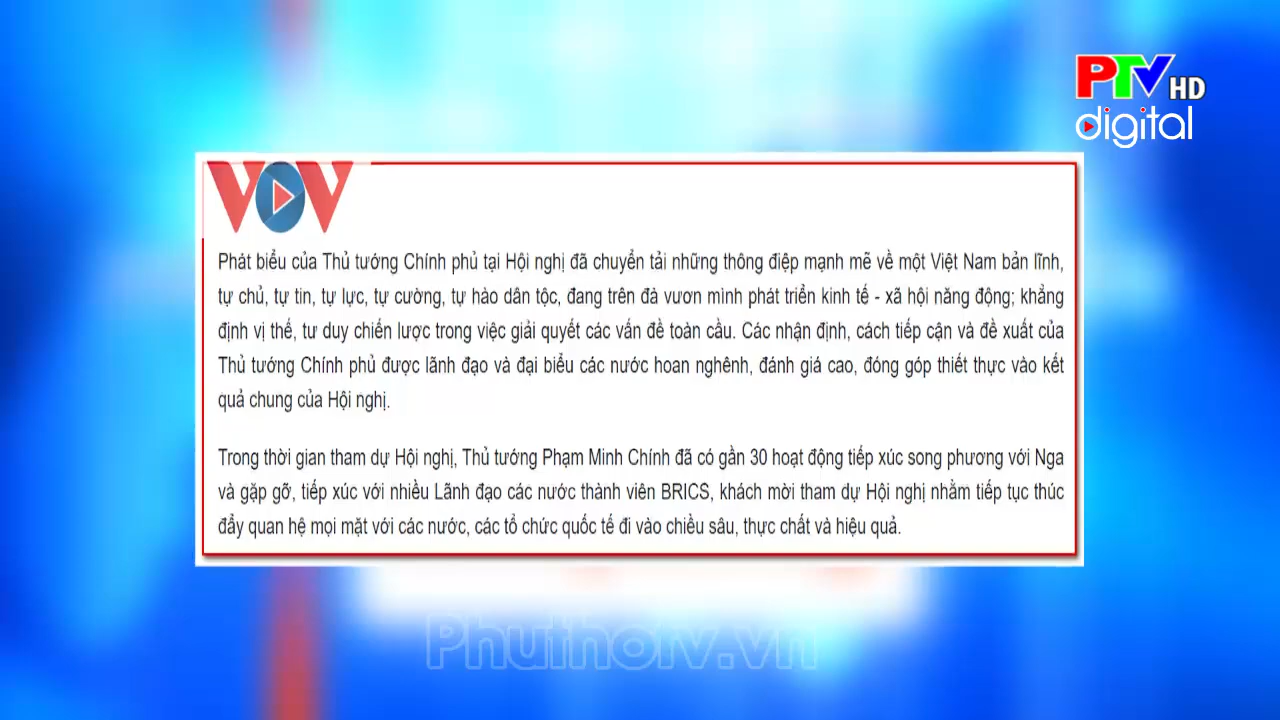 PTV HD
digital
VOV
Phát biểu của Thủ tướng Chính phủ tại Hội nghị đã chuyển tải những thông điệp mạnh mẽ về một Việt Nam bản lĩnh,
tự chủ, tự tin, tự lực, tự cường, tự hào dân tộc, đang trên đà vươn mình phát triển kinh tế - xã hội năng động; khẳng
định vị thế, tư duy chiến lược trong việc giải quyết các vấn đề toàn cầu. Các nhận định, cách tiếp cận và đề xuất của
Thủ tướng Chính phủ được lãnh đạo và đại biểu các nước hoan nghênh, đánh giá cao, đóng góp thiết thực vào kết
quả chung của Hội nghị.
Trong thời gian tham dự Hội nghị, Thủ tướng Phạm Minh Chính đã có gần 30 hoạt động tiếp xúc song phương với Nga
và gặp gỡ, tiếp xúc với nhiều Lãnh đạo các nước thành viên BRICS, khách mời tham dự Hội nghị nhằm tiếp tục thúc
đẩy quan hệ mọi mặt với các nước, các tổ chức quốc tế đi vào chiều sâu, thực chất và hiệu quả.
Phuthotv.vn